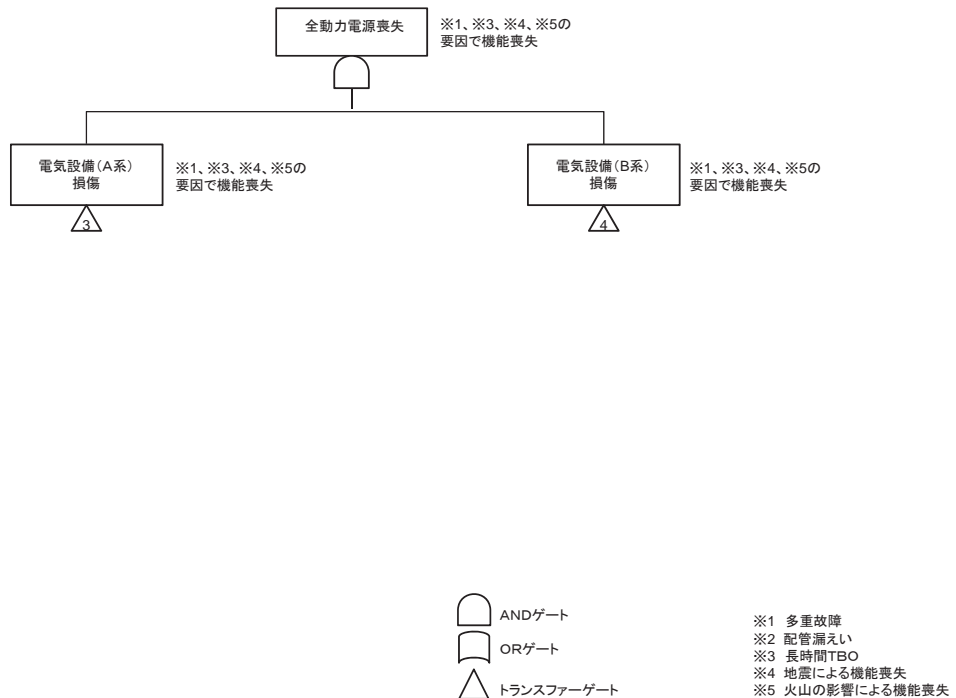 全動力電源喪失
※1、※3、※4、※5の
要因で機能喪失
電気設備(A系)
損傷
※1、※3、※4、※5の
要因で機能喪失
3
電気設備(B系)
損傷
※1、※3、※4、※5の
要因で機能喪失
4
ANDゲート
ORゲート
トランスファーゲート
※1 多重故障
※2 配管漏えい
※3 長時間TBO
※4 地震による機能喪失
※5 火山の影響による機能喪失